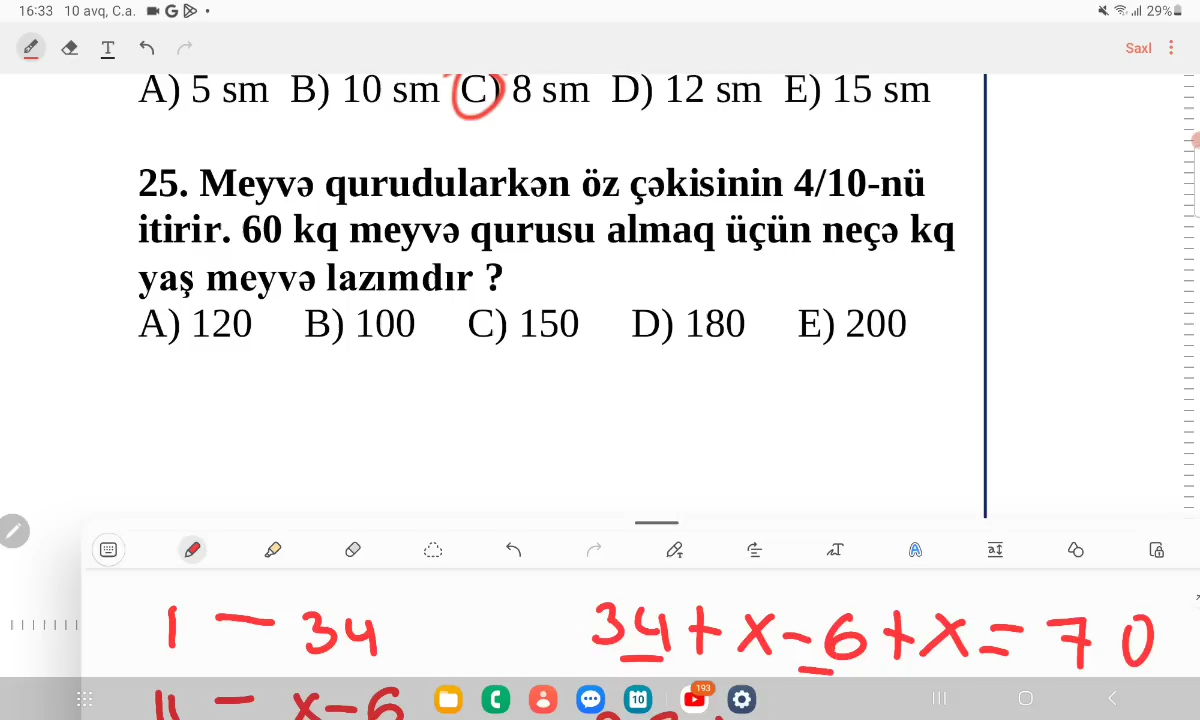 16:33 10 avq, C.a. 29%
Saxl
A) 5 sm B) 10 sm C) 8 sm D) 12 sm E) 15 sm
25. Meyvə qurudularkən öz çəkisinin 4/10-nü
itirir. 60 kq meyvə qurusu almaq üçün neçə kq
yaş meyvə lazımdır ?
A) 120 B) 100 C) 150 D) 180 E) 200
I — 34 34+x-6+x=70
II — x-6
10 193